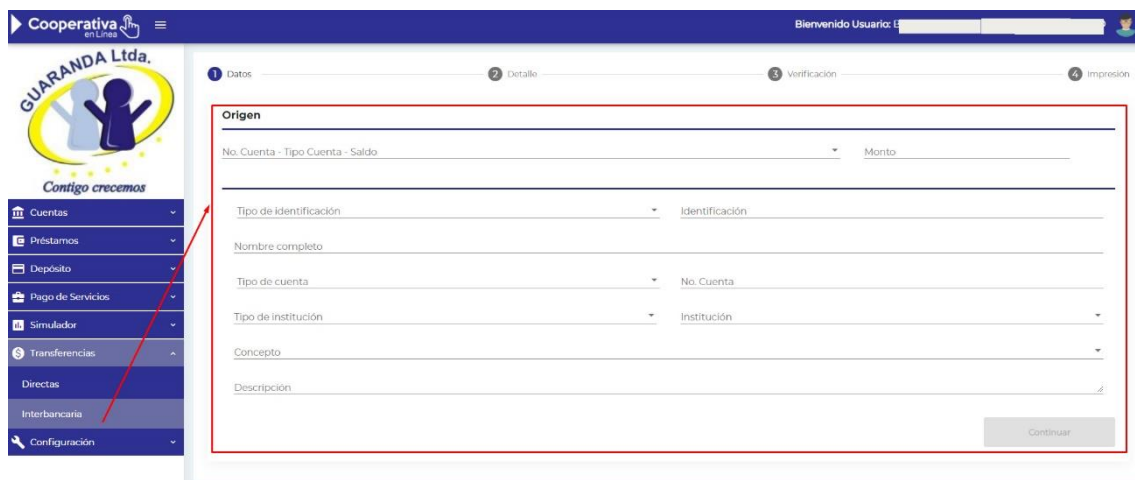 Cooperativa
en Línea
Bienvenido Usuario:
GUARANDA Ltda.
Contigo crecemos
Cuentas
Préstamos
Depósito
Pago de Servicios
Simulador
Transferencias
Directas
Interbancaria
Configuración
1 Datos 2 Detalle 3 Verificación 4 Impresión
Origen
No. Cuenta - Tipo Cuenta - Saldo Monto
Tipo de identificación Identificación
Nombre completo
Tipo de cuenta No. Cuenta
Tipo de institución Institución
Concepto
Descripción
Continuar